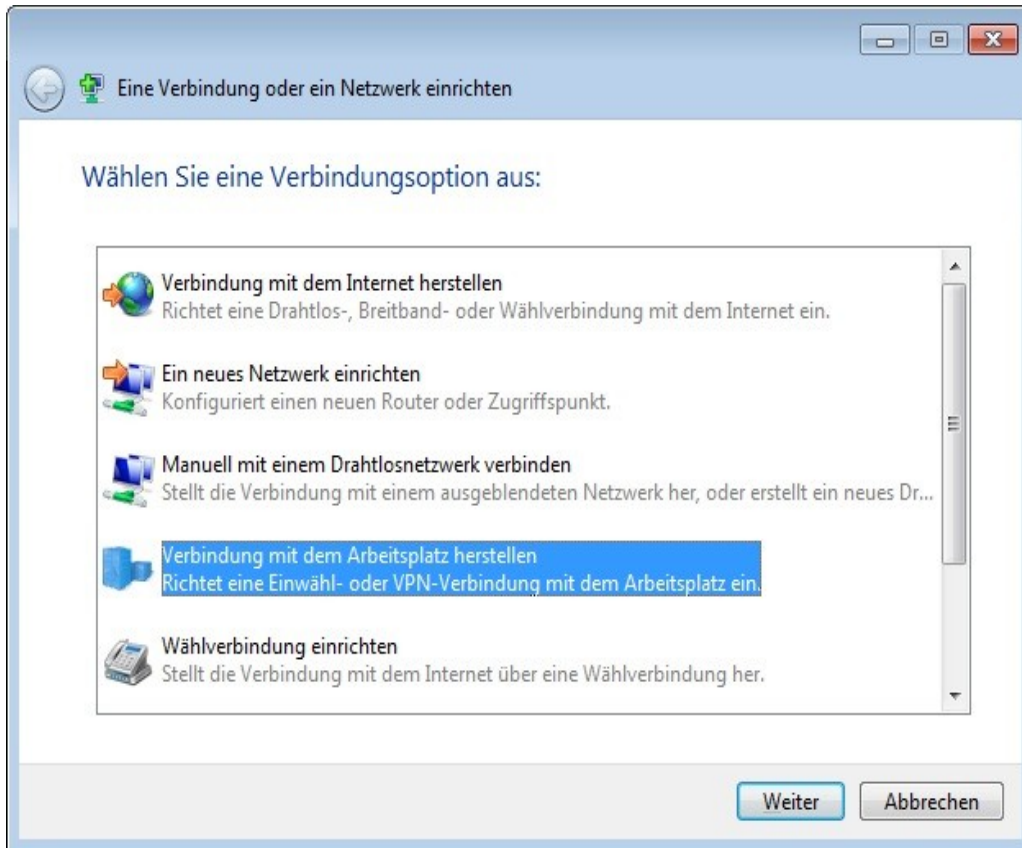 Eine Verbindung oder ein Netzwerk einrichten
Wählen Sie eine Verbindungsoption aus:
Verbindung mit dem Internet herstellen
Richtet eine Drahtlos-, Breitband- oder Wählverbindung mit dem Internet ein.
Ein neues Netzwerk einrichten
Konfiguriert einen neuen Router oder Zugriffspunkt.
Manuell mit einem Drahtlosnetzwerk verbinden
Stellt die Verbindung mit einem ausgeblendeten Netzwerk her, oder erstellt ein neues Dr...
Verbindung mit dem Arbeitsplatz herstellen
Richtet eine Einwähl- oder VPN-Verbindung mit dem Arbeitsplatz ein.
Wählverbindung einrichten
Stellt die Verbindung mit dem Internet über eine Wählverbindung her.
Weiter Abbrechen